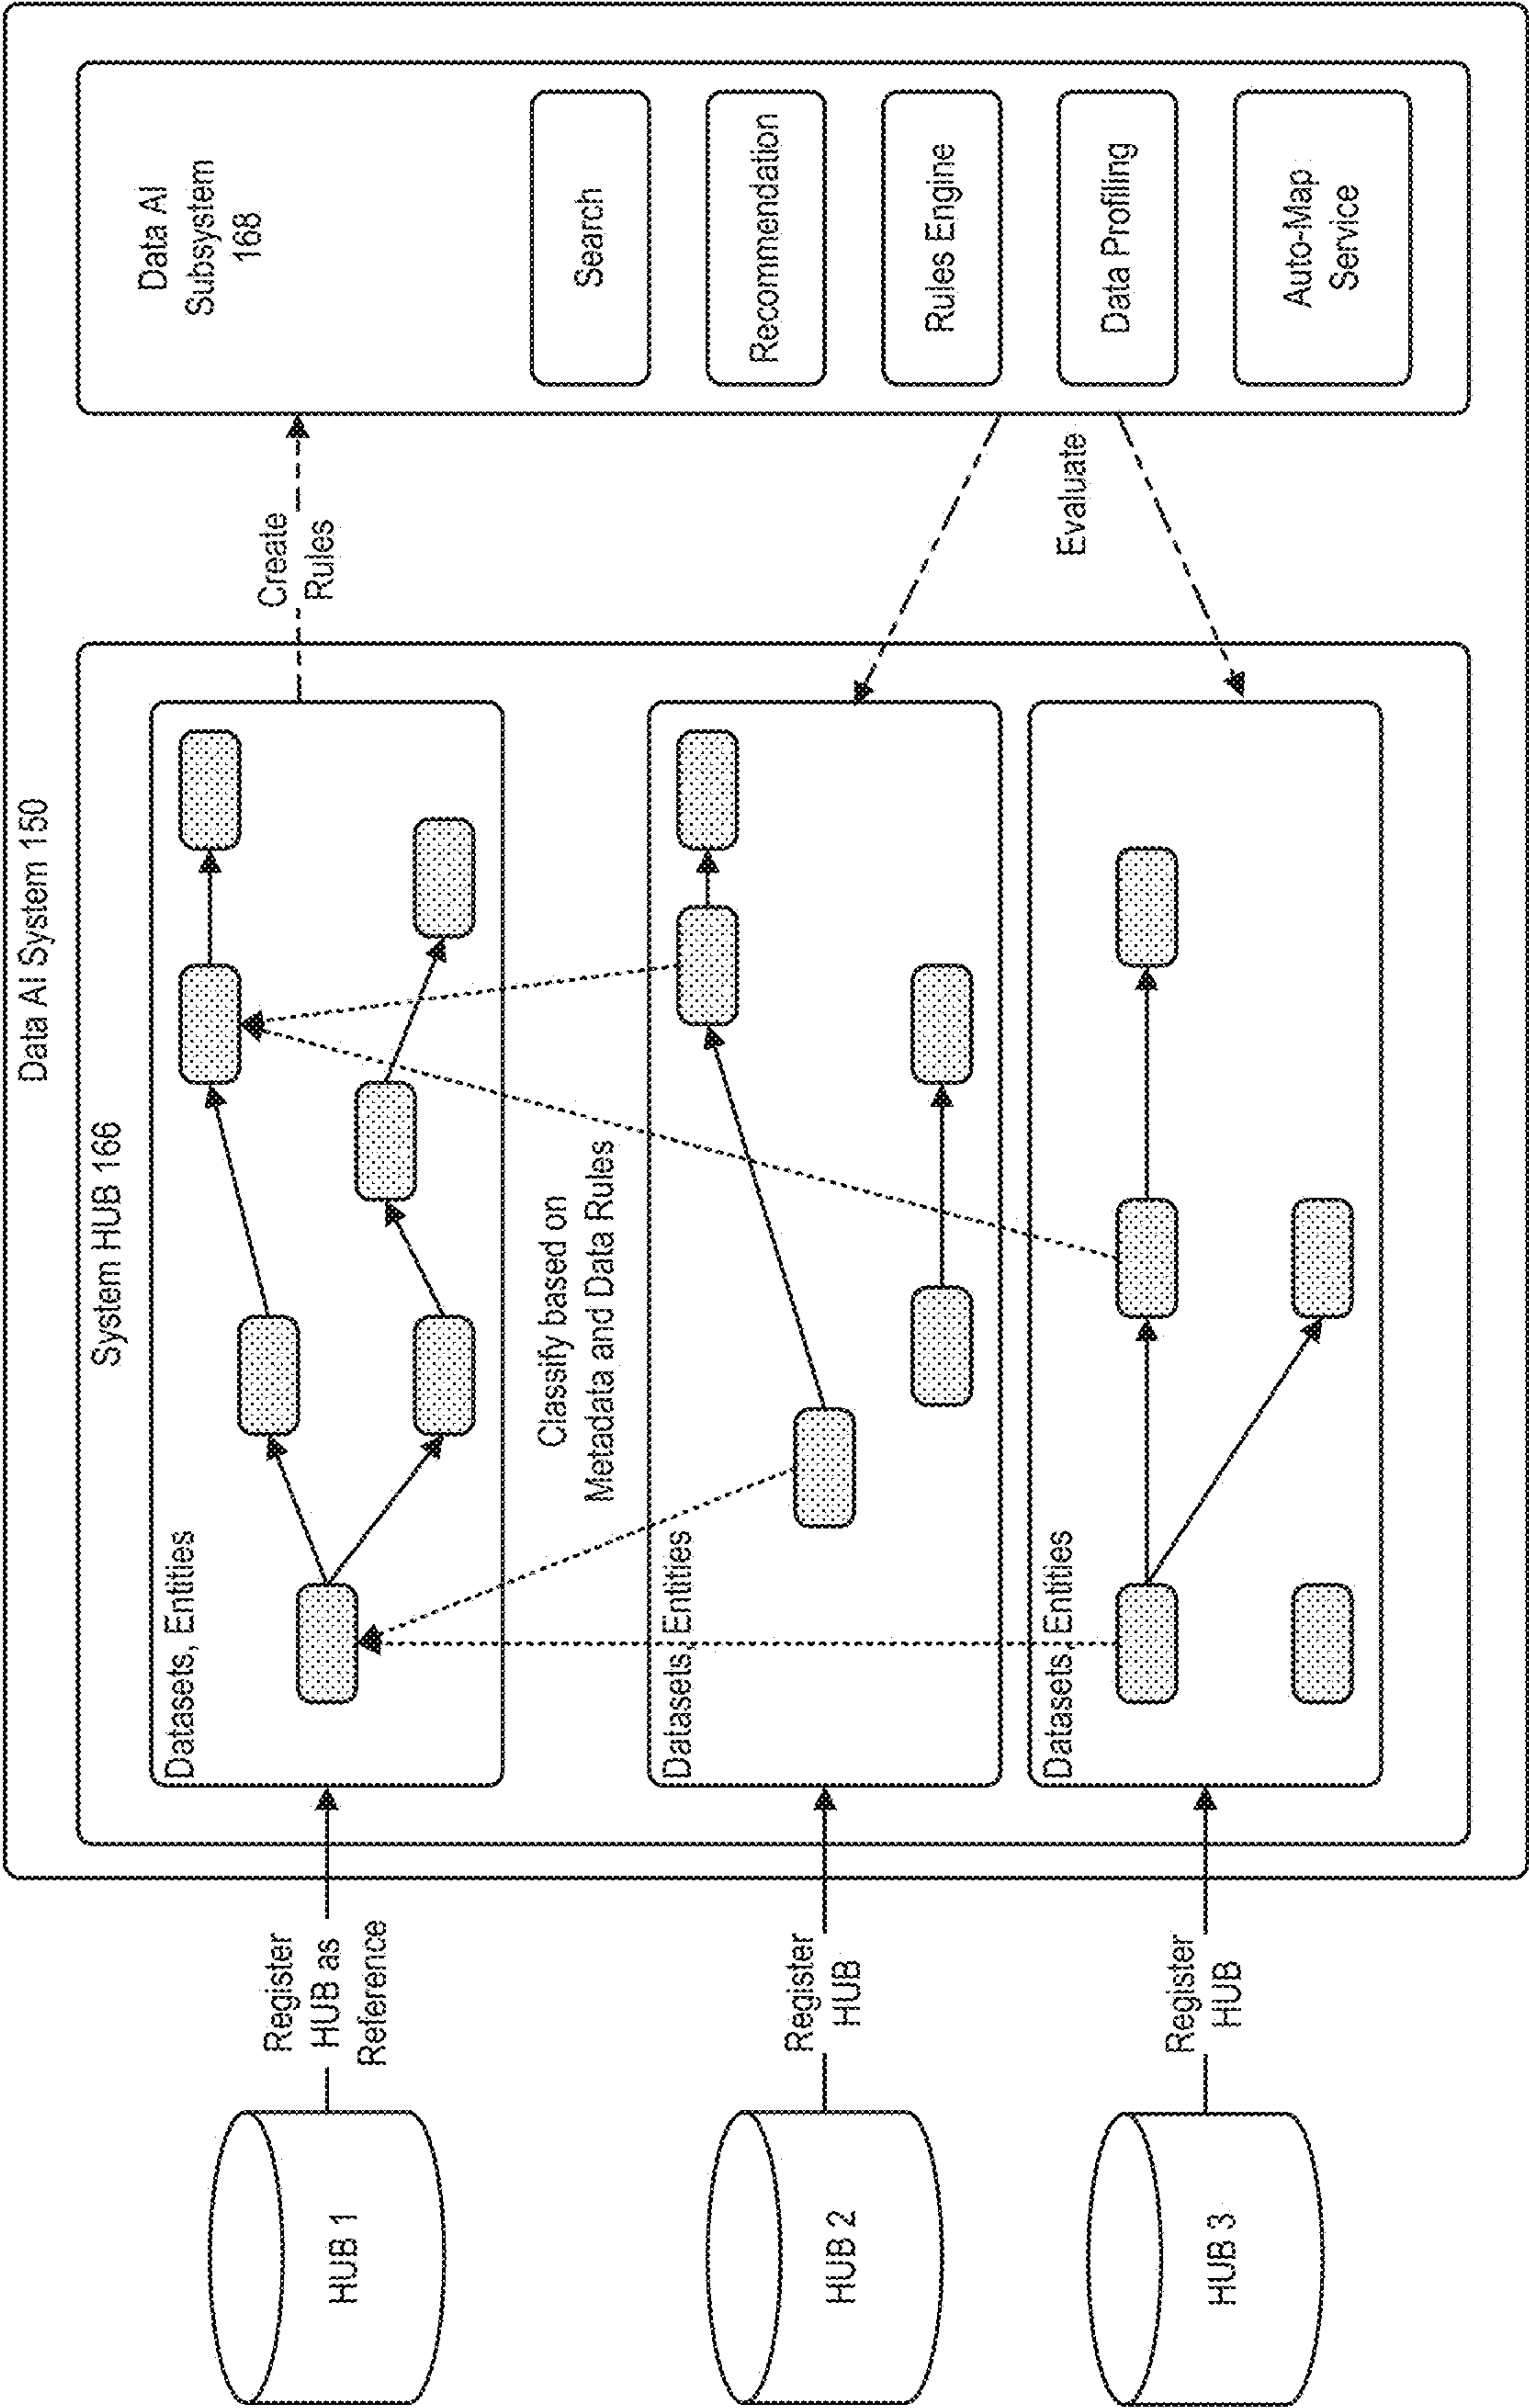 Data AI System 150
System HUB 166
Data AI
Subsystem
168
HUB 1
Register
HUB as
Reference
Datasets, Entities
Create
Rules
Search
Classify based on
Metadata and Data Rules
Recommendation
HUB 2
Register
HUB
Datasets, Entities
Rules Engine
Evaluate
Data Profiling
HUB 3
Register
HUB
Datasets, Entities
Auto-Map
Service